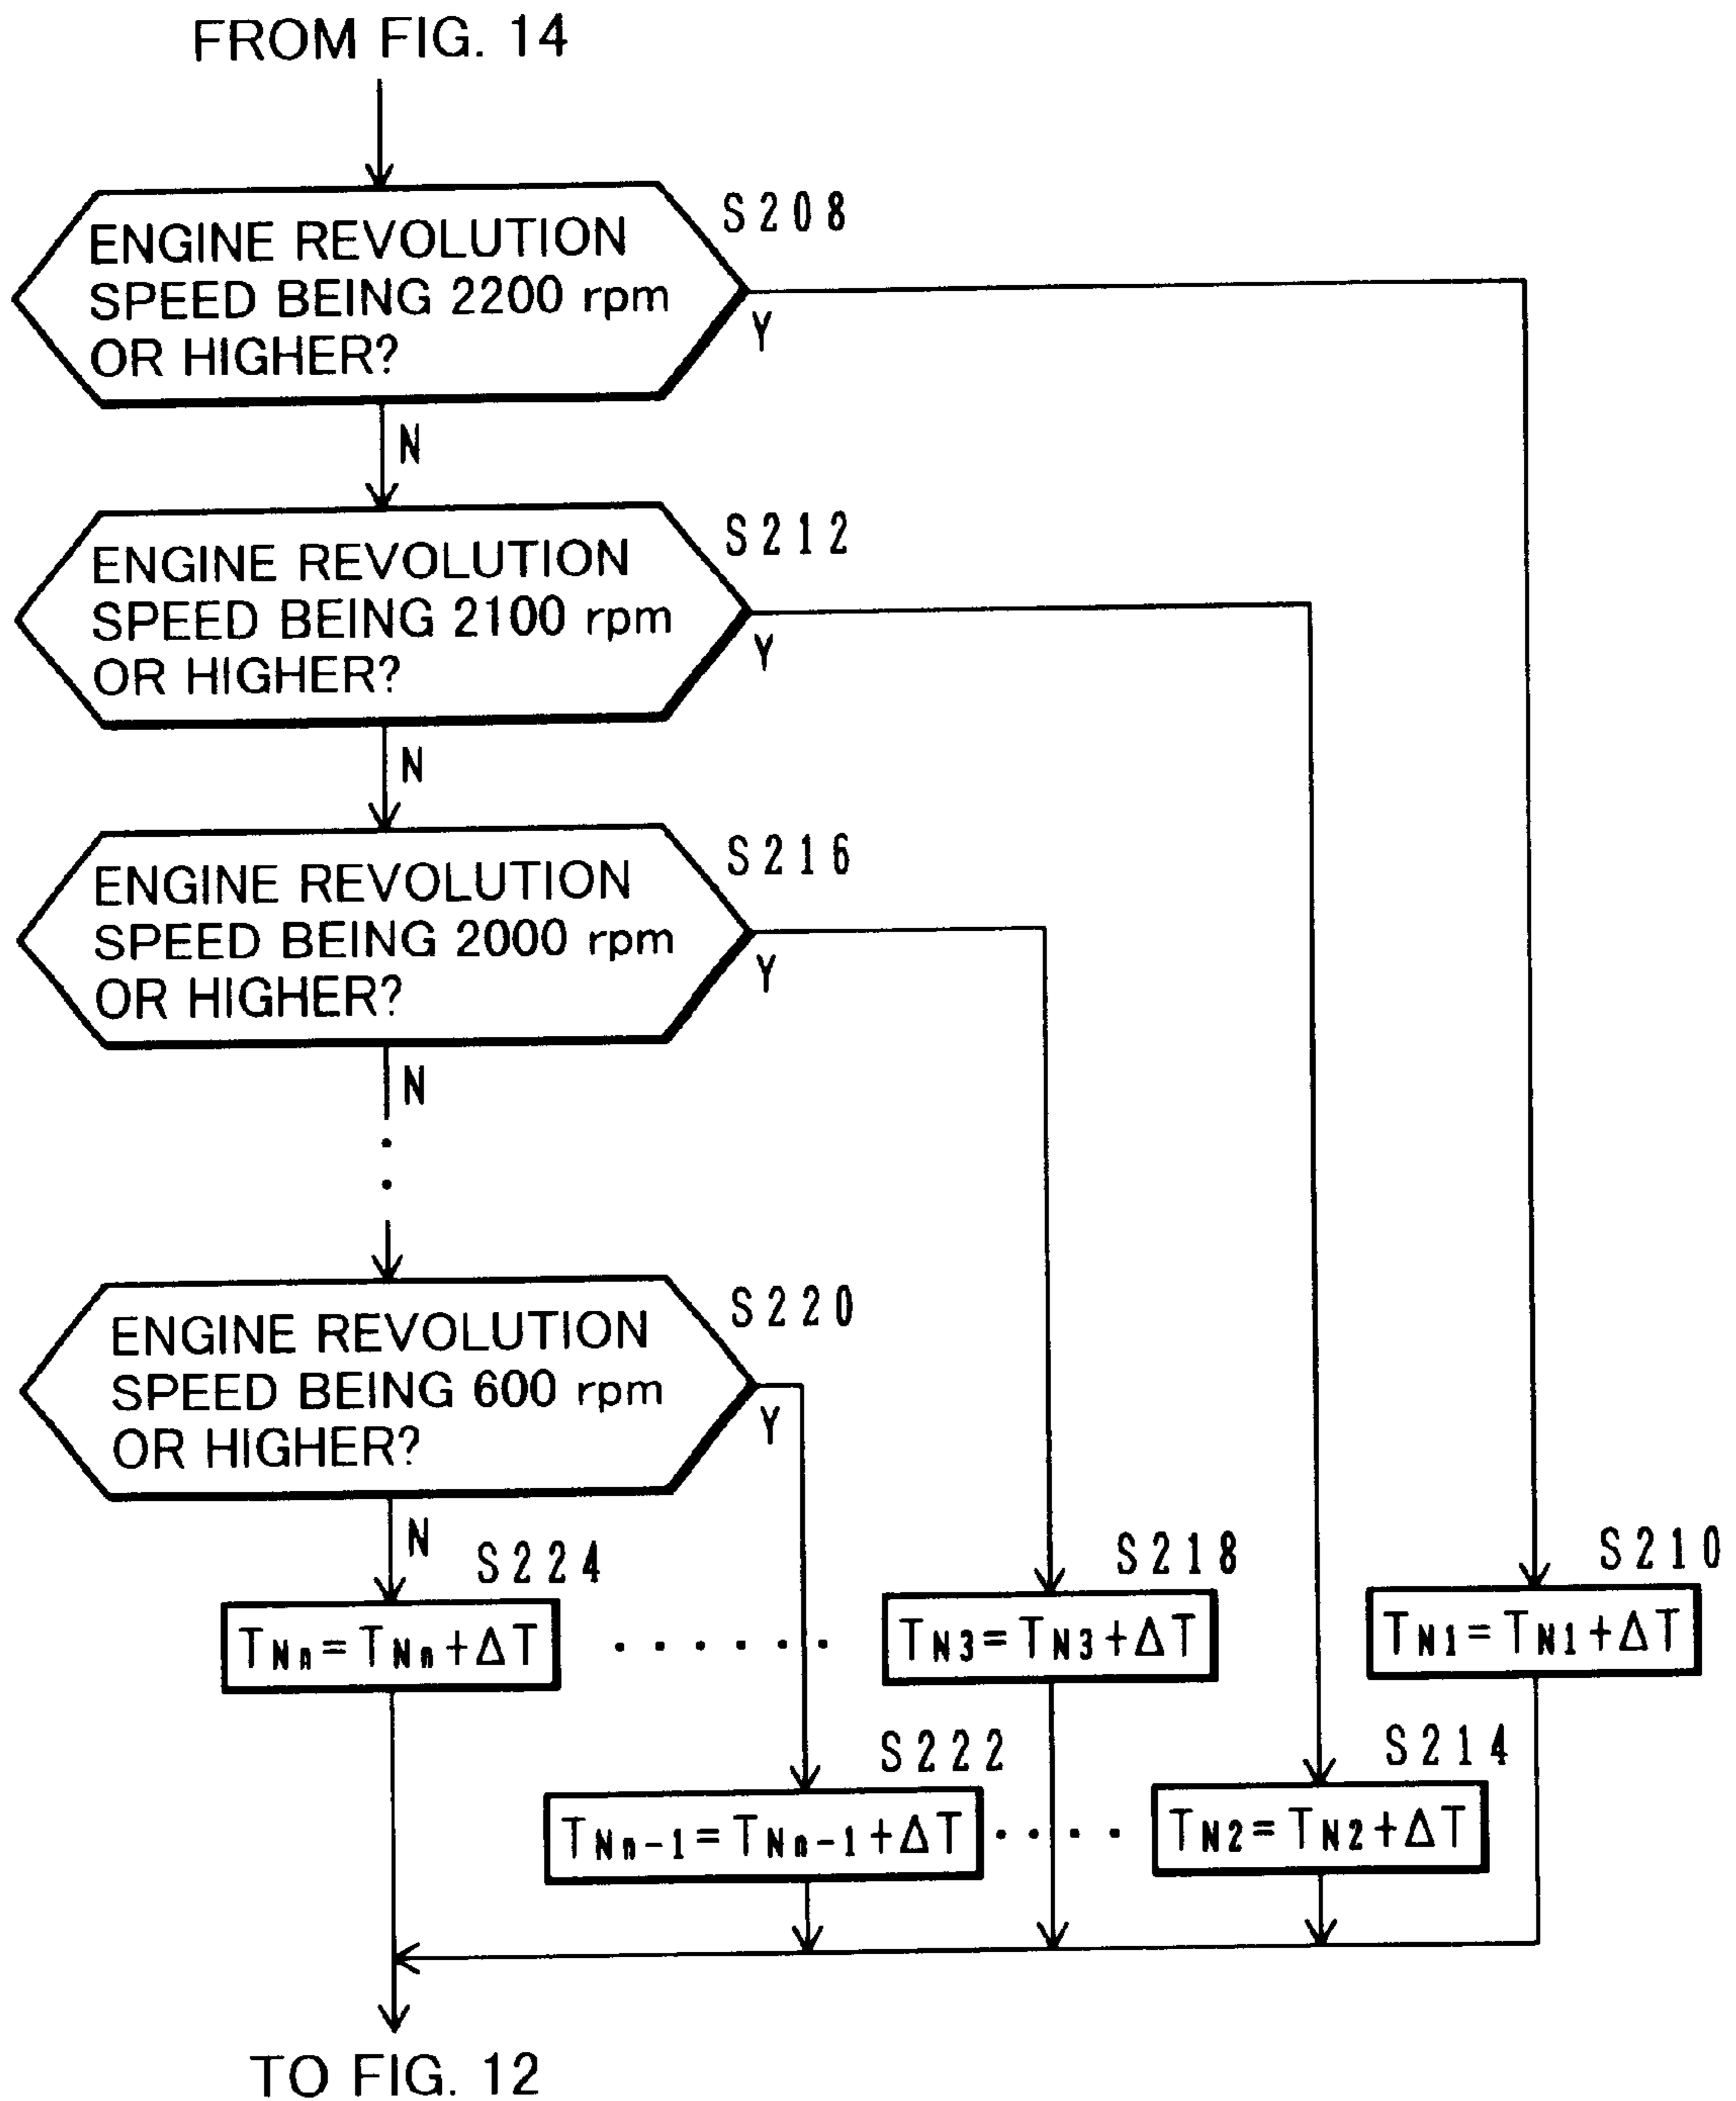 FROM FIG. 14
S208
ENGINE REVOLUTION
SPEED BEING 2200 rpm
OR HIGHER?
Y
N
S212
ENGINE REVOLUTION
SPEED BEING 2100 rpm
OR HIGHER?
Y
N
S216
ENGINE REVOLUTION
SPEED BEING 2000 rpm
OR HIGHER?
Y
N
S220
ENGINE REVOLUTION
SPEED BEING 600 rpm
OR HIGHER?
Y
N
S224
S218
S210
TNn=TNn+ΔT
TN3=TN3+ΔT
TN1=TN1+ΔT
S222
S214
TNn-1=TNn-1+ΔT
TN2=TN2+ΔT
TO FIG. 12